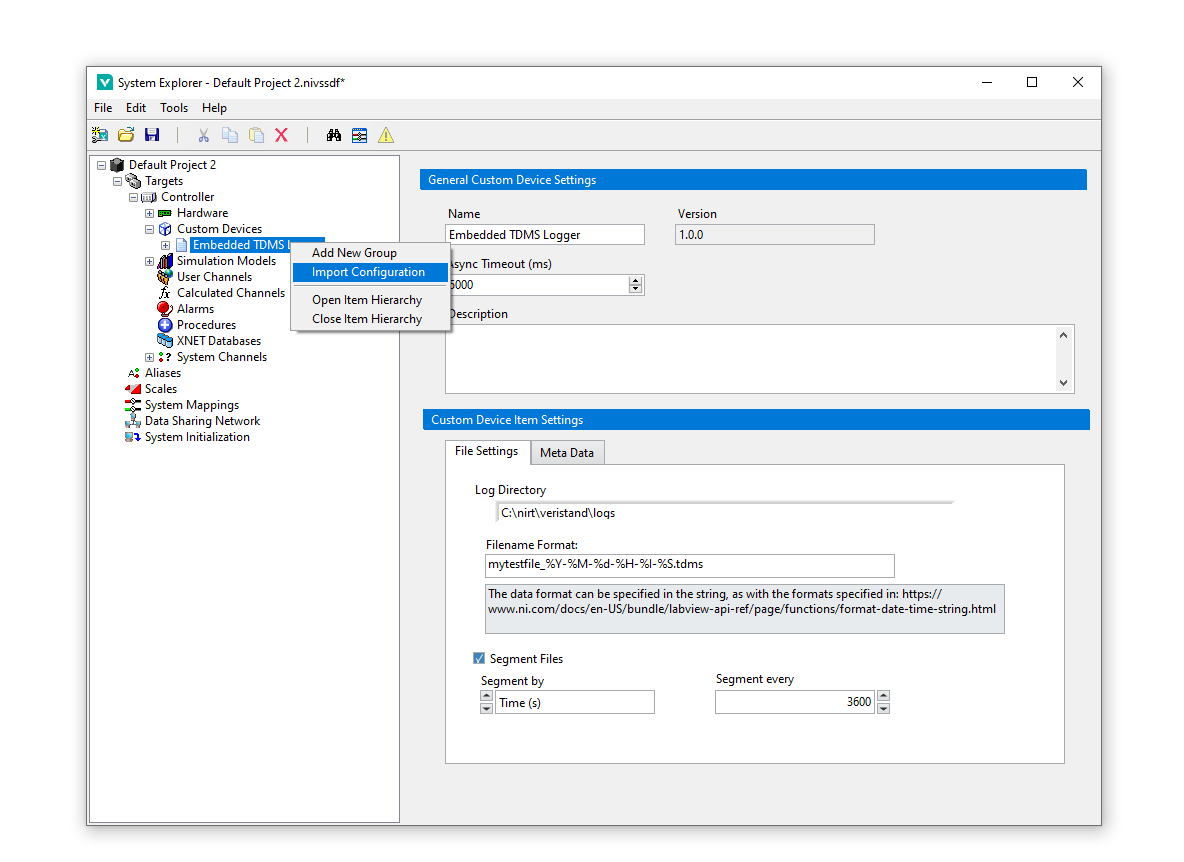 System Explorer - Default Project 2.nivssdf*
File Edit Tools Help
Default Project 2
Targets
Controller
Hardware
Custom Devices
Embedded TDMS
Simulation Models
User Channels
Calculated Channels
Alarms
Procedures
XNET Databases
System Channels
Aliases
Scales
System Mappings
Data Sharing Network
System Initialization
Add New Group
Import Configuration
Open Item Hierarchy
Close Item Hierarchy
General Custom Device Settings
Name Version
Embedded TDMS Logger 1.0.0
Async Timeout (ms)
5000
Description
Custom Device Item Settings
File Settings Meta Data
Log Directory
C:\nirt\veristand\logs
Filename Format:
mytestfile_%Y-%M-%d-%H-%I-%S.tdms
The data format can be specified in the string, as with the formats specified in: https://
www.ni.com/docs/en-US/bundle/labview-api-ref/page/functions/format-date-time-string.html
Segment Files
Segment by Segment every
Time (s) 3600